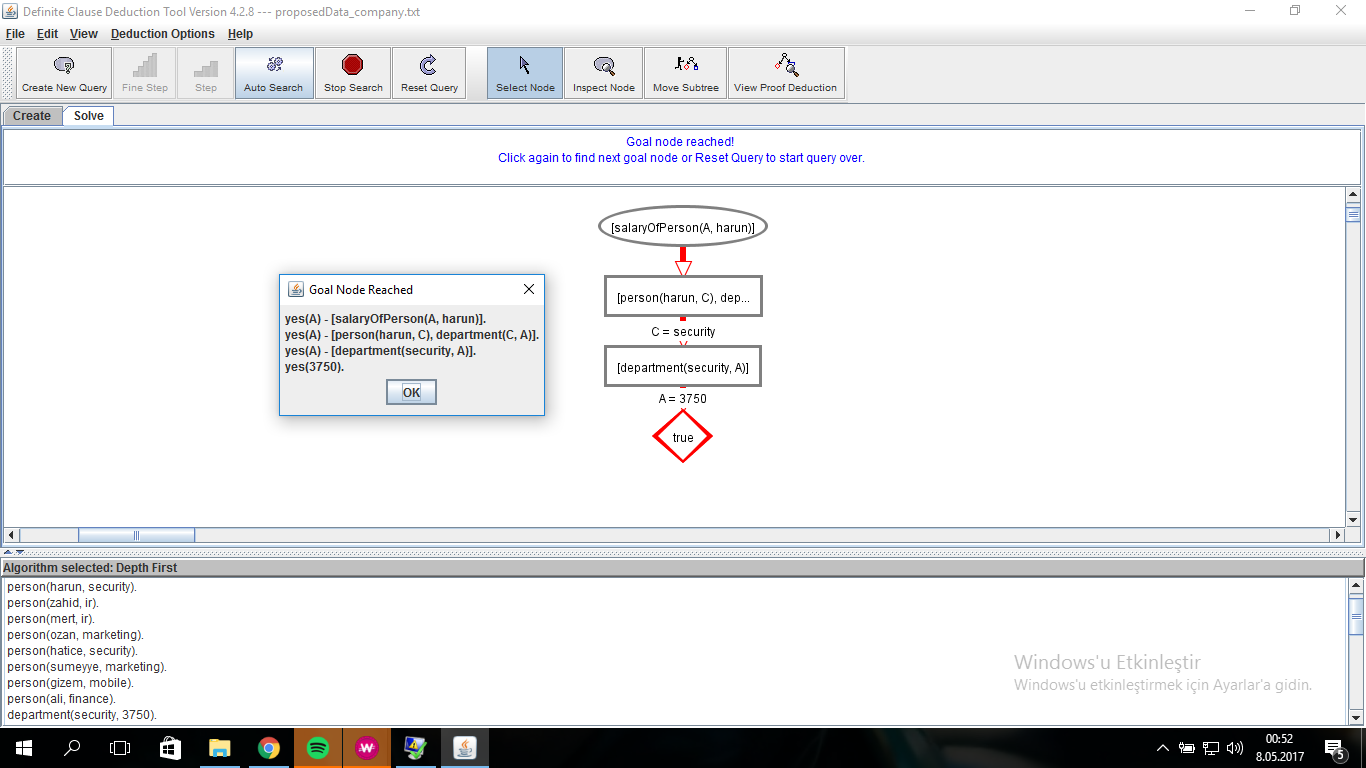 Definite Clause Deduction Tool Version 4.2.8 --- proposedData_company.txt
File Edit View Deduction Options Help
Create New Query Fine Step Step Auto Search Stop Search Reset Query Select Node Inspect Node Move Subtree View Proof Deduction
Create Solve
Goal node reached!
Click again to find next goal node or Reset Query to start query over.
[salaryOfPerson(A, harun)]
[person(harun, C), dep...
C = security
[department(security, A)]
A = 3750
true
Goal Node Reached
yes(A) - [salaryOfPerson(A, harun)].
yes(A) - [person(harun, C), department(C, A)].
yes(A) - [department(security, A)].
yes(3750).
OK
Algorithm selected: Depth First
person(harun, security).
person(zahid, ir).
person(mert, ir).
person(ozan, marketing).
person(hatice, security).
person(sumeyye, marketing).
person(gizem, mobile).
person(ali, finance).
department(security, 3750).
Windows'u Etkinleştir
Windows'u etkinleştirmek için Ayarlar'a gidin.
00:52
8.05.2017
5